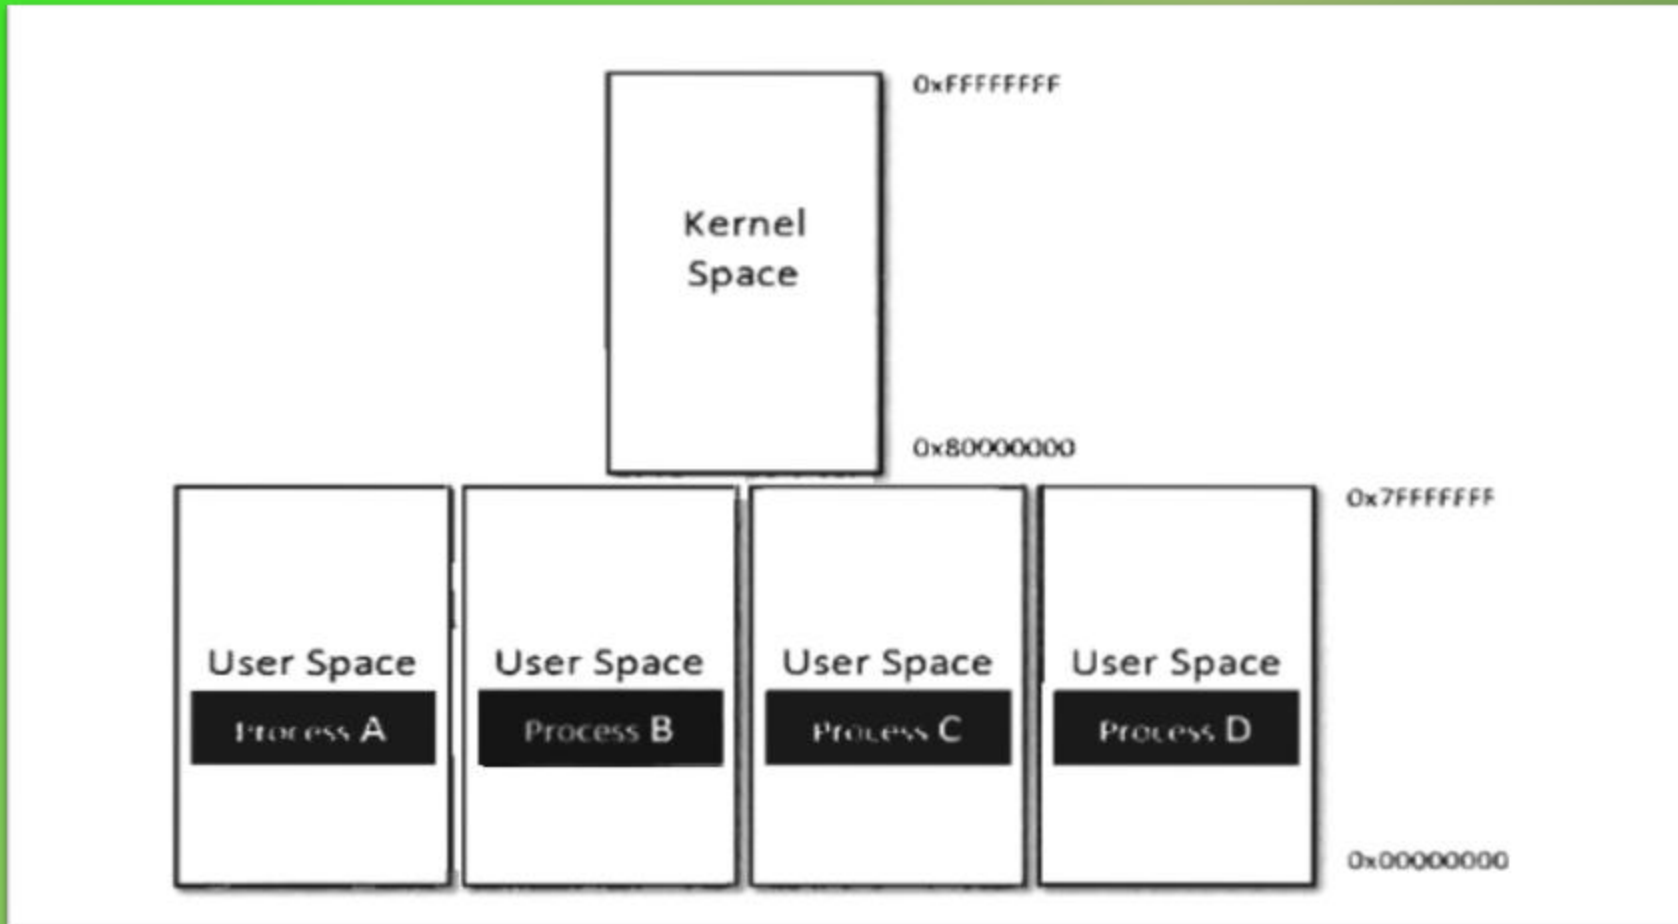 0xFFFFFFFF
Kernel
Space
0x80000000
0x7FFFFFFF
User Space
Process A
User Space
Process B
User Space
Process C
User Space
Process D
0x00000000